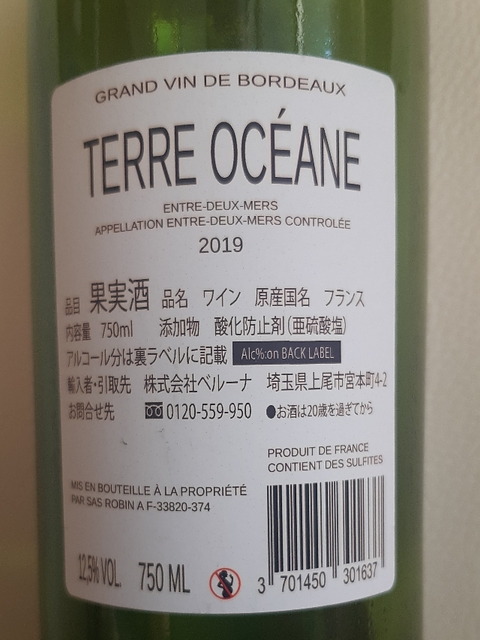 GRAND VIN DE BORDEAUX
TERRE OCÉANE
ENTRE-DEUX-MERS
APPELLATION ENTRE-DEUX-MERS CONTROLÉE
2019
品目 果実酒 品名 ワイン 原産国名 フランス
内容量 750ml 添加物 酸化防止剤(亜硫酸塩)
アルコール分は裏ラベルに記載 Alc%:on BACK LABEL
輸入者・引取先 株式会社ベルーナ 埼玉県上尾市宮本町4-2
お問合せ先 0120-559-950 ●お酒は20歳を過ぎてから
PRODUIT DE FRANCE
CONTIENT DES SULFITES
MIS EN BOUTEILLE À LA PROPRIÉTÉ
PAR SAS ROBIN A F-33820-374
12,5% VOL. 750 ML
3 701450 301637